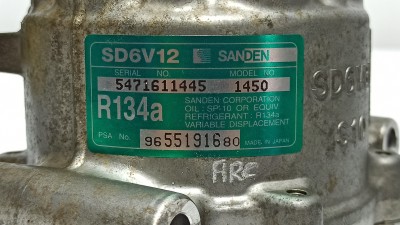 SD6V12 SANDEN
SERIAL NO. MODEL NO.
5471611445 1450
R134a
SANDEN CORPORATION
OIL: SP-10 OR EQUIV
REFRIGERANT: R134a
VARIABLE DISPLACEMENT
PSA No. 9655191680 MADE IN JAPAN
ARE